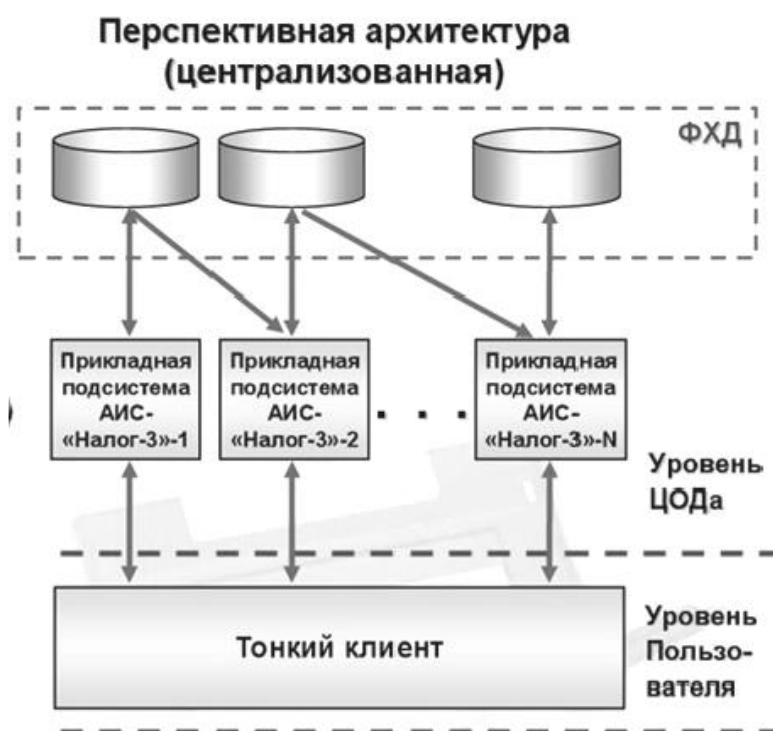 Перспективная архитектура
(централизованная)
ФХД
Прикладная
подсистема
АИС-
«Налог-3»-1
Прикладная
подсистема
АИС-
«Налог-3»-2
. . .
Прикладная
подсистема
АИС-
«Налог-3»-N
Уровень
ЦОДа
Тонкий клиент
Уровень
Пользо-
вателя